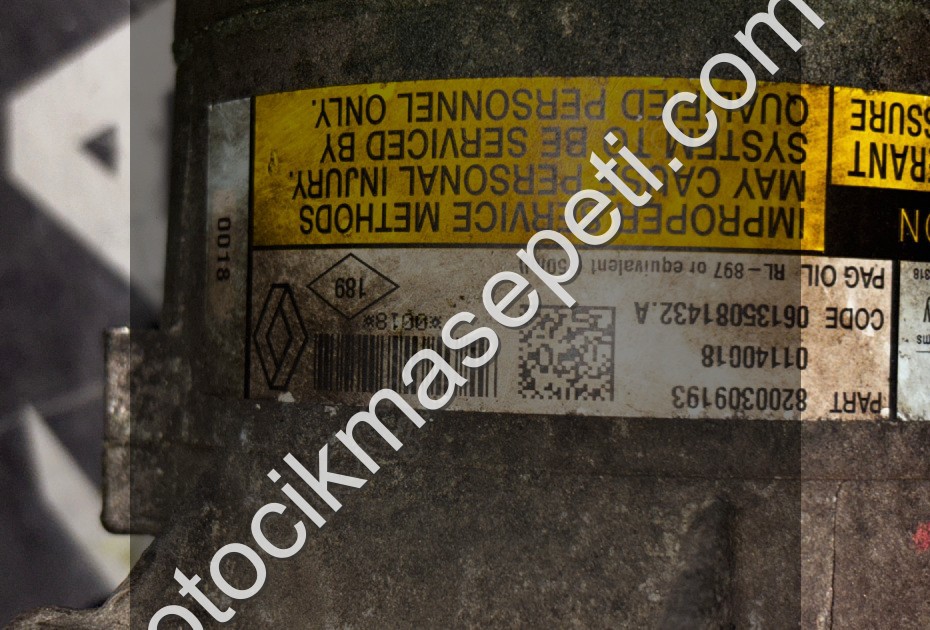 PART 8200309193
01140018
CODE 06135081432.A
*0018*
189
PAG OIL RL-897 or equivalent
IMPROPER SERVICE METHODS
MAY CAUSE PERSONAL INJURY.
SYSTEM TO BE SERVICED BY
QUALIFIED PERSONNEL ONLY.
0018
otocikmasepeti.com